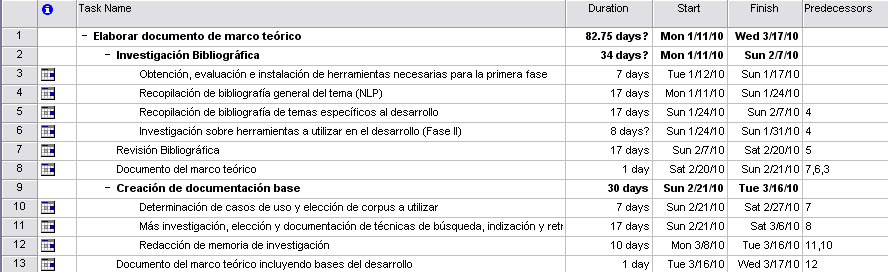 Task Name Duration Start Finish Predecessors
1 − Elaborar documento de marco teórico 82.75 days? Mon 1/11/10 Wed 3/17/10
2 − Investigación Bibliográfica 34 days? Mon 1/11/10 Sun 2/7/10
3 Obtención, evaluación e instalación de herramientas necesarias para la primera fase 7 days Tue 1/12/10 Sun 1/17/10
4 Recopilación de bibliografía general del tema (NLP) 17 days Mon 1/11/10 Sun 1/24/10
5 Recopilación de bibliografía de temas específicos al desarrollo 17 days Sun 1/24/10 Sun 2/7/10 4
6 Investigación sobre herramientas a utilizar en el desarrollo (Fase II) 8 days? Sun 1/24/10 Sun 1/31/10 4
7 Revisión Bibliográfica 17 days Sun 2/7/10 Sat 2/20/10 5
8 Documento del marco teórico 1 day Sat 2/20/10 Sun 2/21/10 7,6,3
9 − Creación de documentación base 30 days Sun 2/21/10 Tue 3/16/10
10 Determinación de casos de uso y elección de corpus a utilizar 7 days Sun 2/21/10 Sat 2/27/10 7
11 Más investigación, elección y documentación de técnicas de búsqueda, indización y retr 17 days Sun 2/21/10 Sat 3/6/10 8
12 Redacción de memoria de investigación 10 days Mon 3/8/10 Tue 3/16/10 11,10
13 Documento del marco teórico incluyendo bases del desarrollo 1 day Tue 3/16/10 Wed 3/17/10 12